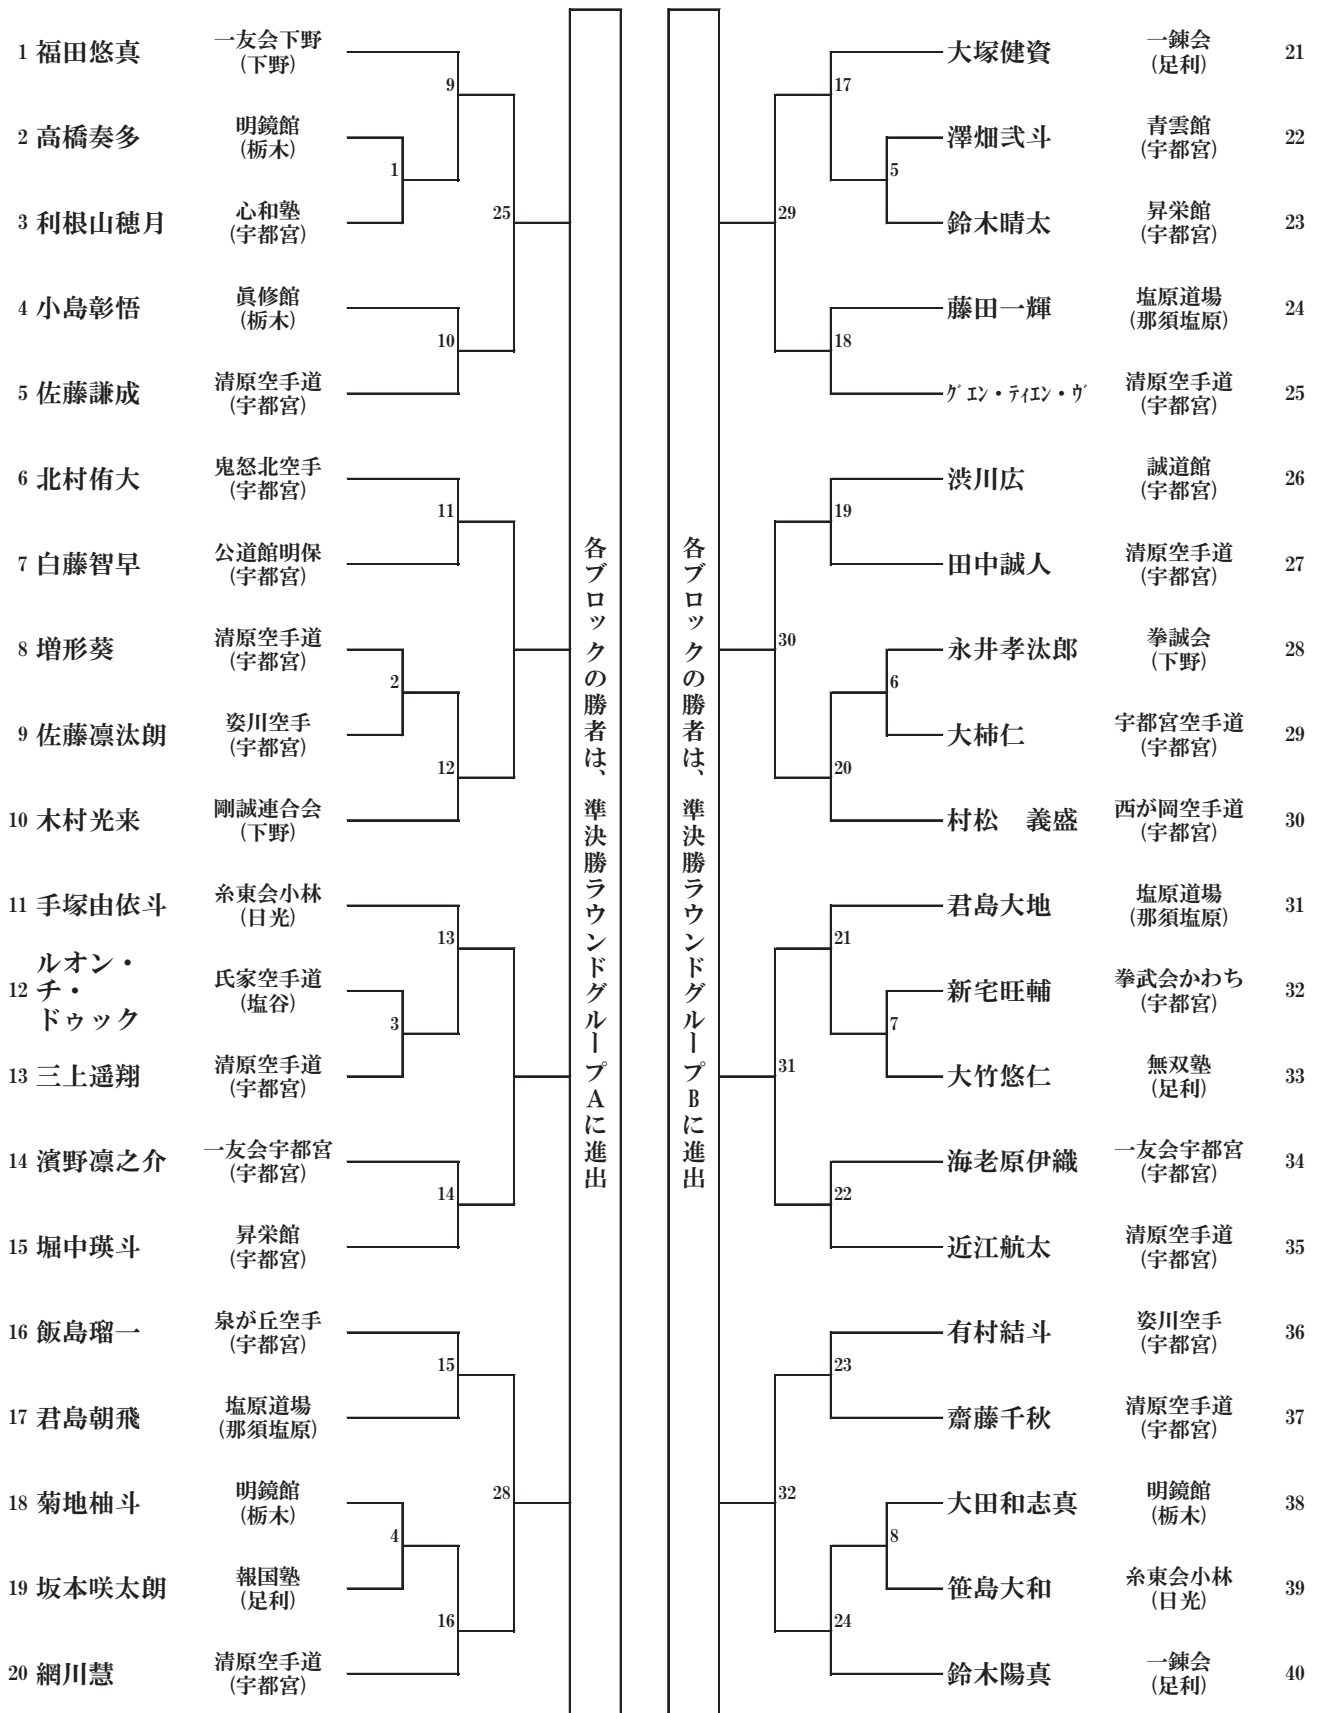 1 福田悠真 一友会下野
(下野)
2 高橋奏多 明鏡館
(栃木)
3 利根山穂月 心和塾
(宇都宮)
4 小島彰悟 眞修館
(栃木)
5 佐藤謙成 清原空手道
(宇都宮)
6 北村侑大 鬼怒北空手
(宇都宮)
7 白藤智早 公道館明保
(宇都宮)
8 増形葵 清原空手道
(宇都宮)
9 佐藤凛汰朗 姿川空手
(宇都宮)
10 木村光来 剛誠連合会
(下野)
11 手塚由依斗 糸東会小林
(日光)
12 ルオン・
チ・
ドゥック 氏家空手道
(塩谷)
13 三上遥翔 清原空手道
(宇都宮)
14 濱野凛之介 一友会宇都宮
(宇都宮)
15 堀中瑛斗 昇栄館
(宇都宮)
16 飯島瑠一 泉が丘空手
(宇都宮)
17 君島朝飛 塩原道場
(那須塩原)
18 菊地柚斗 明鏡館
(栃木)
19 坂本咲太朗 報国塾
(足利)
20 網川慧 清原空手道
(宇都宮)
9
1
25
10
11
2
12
13
3
14
15
28
4
16
各ブロックの勝者は、準決勝ラウンドグループAに進出
各ブロックの勝者は、準決勝ラウンドグループBに進出
17
5
29
18
19
30
6
20
21
7
31
22
23
32
8
24
大塚健資 一錬会 21
(足利)
澤畑弐斗 青雲館 22
(宇都宮)
鈴木晴太 昇栄館 23
(宇都宮)
藤田一輝 塩原道場 24
(那須塩原)
グエン・ティエン・ヴ 清原空手道 25
(宇都宮)
渋川広 誠道館 26
(宇都宮)
田中誠人 清原空手道 27
(宇都宮)
永井孝汰郎 拳誠会 28
(下野)
大柿仁 宇都宮空手道 29
(宇都宮)
村松　義盛 西が岡空手道 30
(宇都宮)
君島大地 塩原道場 31
(那須塩原)
新宅旺輔 拳武会かわち 32
(宇都宮)
大竹悠仁 無双塾 33
(足利)
海老原伊織 一友会宇都宮 34
(宇都宮)
近江航太 清原空手道 35
(宇都宮)
有村結斗 姿川空手 36
(宇都宮)
齋藤千秋 清原空手道 37
(宇都宮)
大田和志真 明鏡館 38
(栃木)
笹島大和 糸東会小林 39
(日光)
鈴木陽真 一錬会 40
(足利)